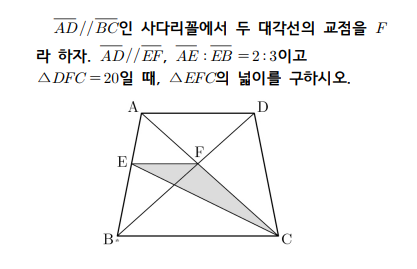 $\overline{AD} // \overline{BC}$인 사다리꼴에서 두 대각선의 교점을 $F$
라 하자. $\overline{AD} // \overline{EF}$, $\overline{AE} : \overline{EB} = 2 : 3$이고
$\triangle DFC = 20$일 때, $\triangle EFC$의 넓이를 구하시오.
A D
E F
B C